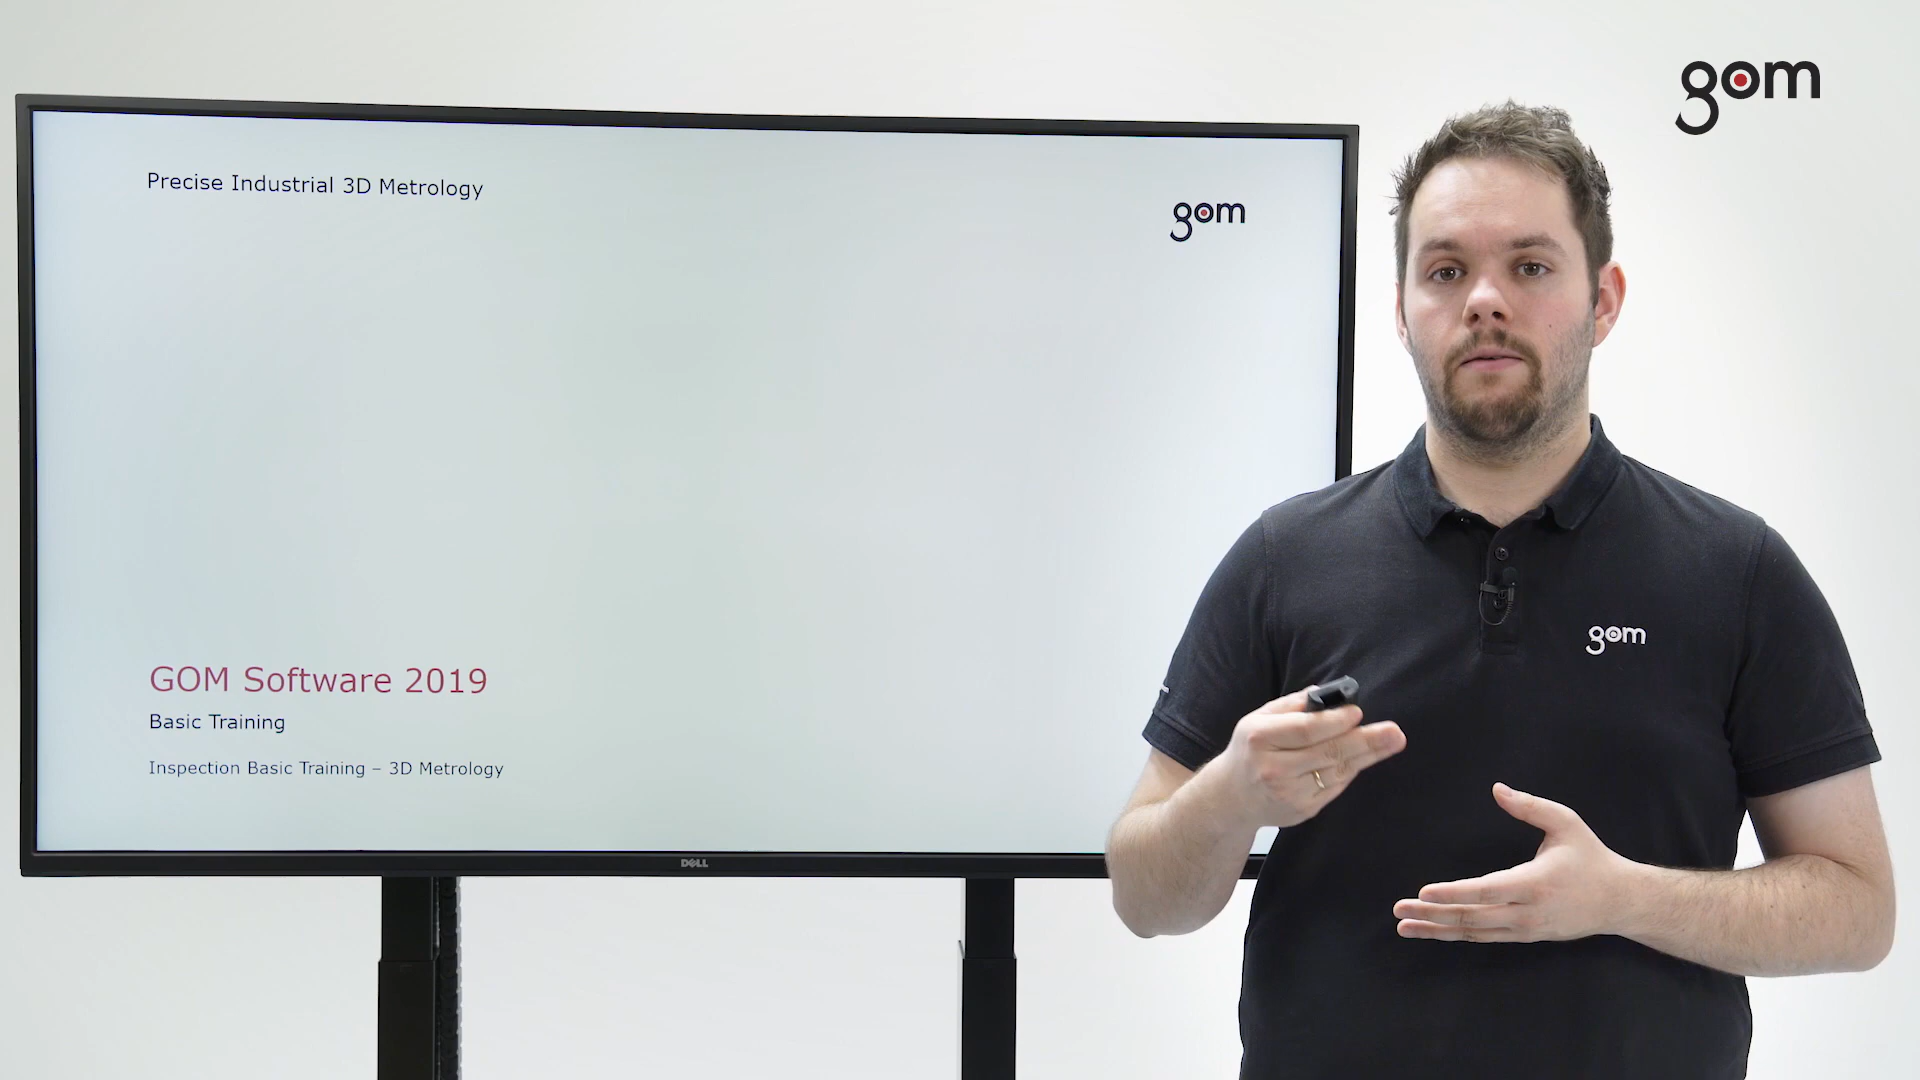 gom
Precise Industrial 3D Metrology
gom
GOM Software 2019
Basic Training
Inspection Basic Training – 3D Metrology
DELL
gom